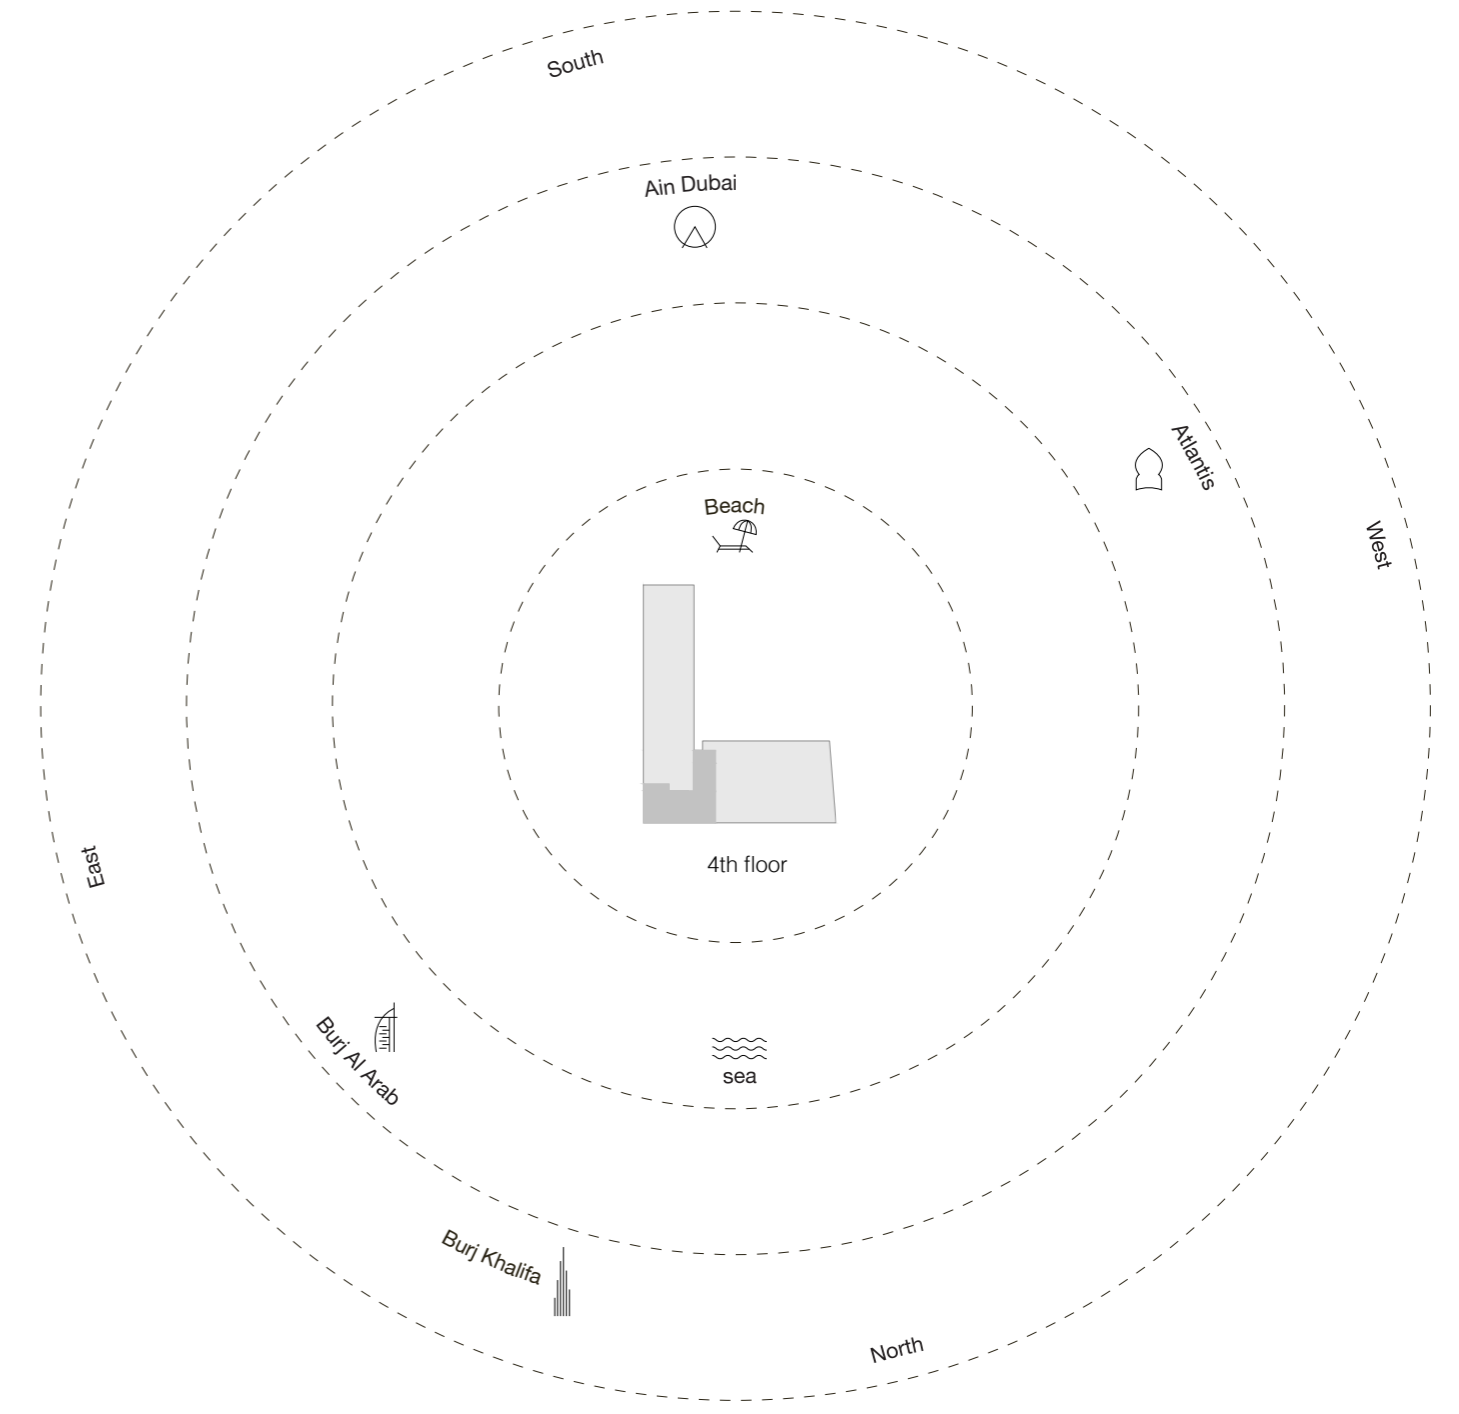 South
Ain Dubai
Atlantis
Beach
West
4th floor
East
Burj Al Arab
sea
Burj Khalifa
North